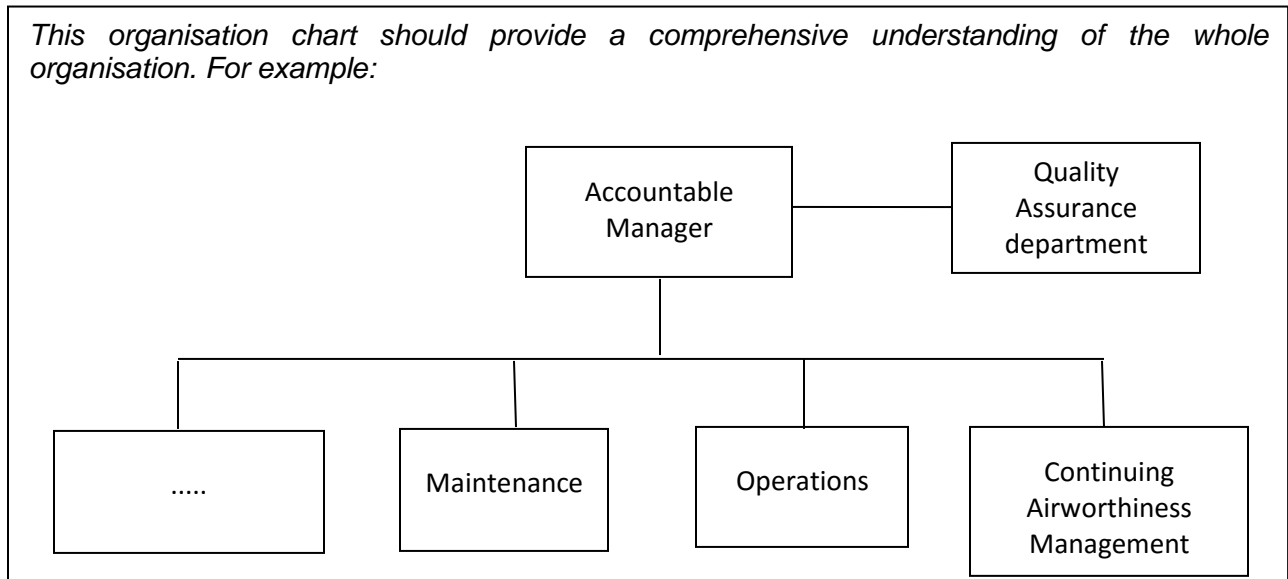 This organisation chart should provide a comprehensive understanding of the whole
organisation. For example:
Accountable
Manager
Quality
Assurance
department
.....
Maintenance
Operations
Continuing
Airworthiness
Management